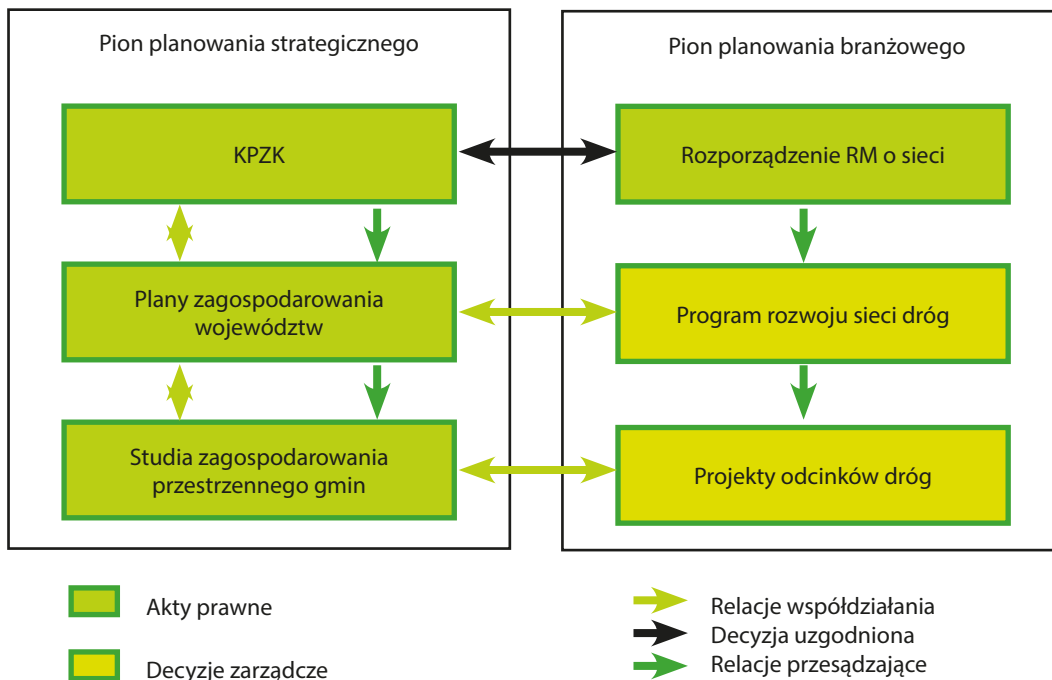 Pion planowania strategicznego
KPZK
Plany zagospodarowania
województw
Studia zagospodarowania
przestrzennego gmin
Pion planowania branżowego
Rozporządzenie RM o sieci
Program rozwoju sieci dróg
Projekty odcinków dróg
Akty prawne
Decyzje zarządcze
Relacje współdziałania
Decyzja uzgodniona
Relacje przesądzające